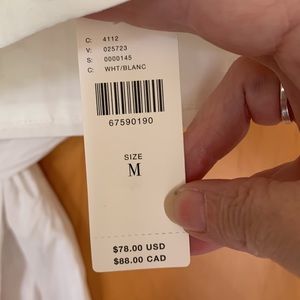 C: 4112
V: 025723
S: 0000145
C: WHT/BLANC
67590190
SIZE
M
$78.00 USD
$88.00 CAD